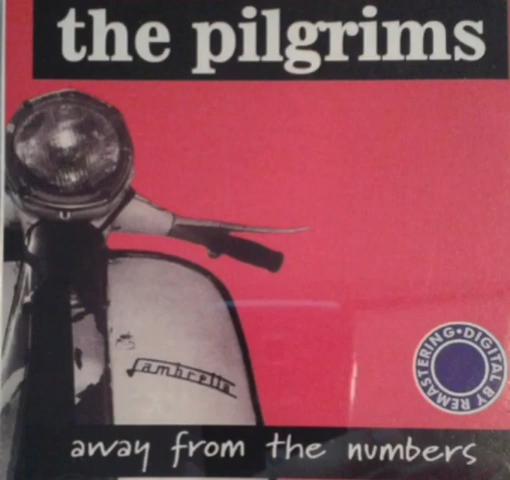 the pilgrims
Lambretta
REMASTERING • DIGITAL BY
away from the numbers